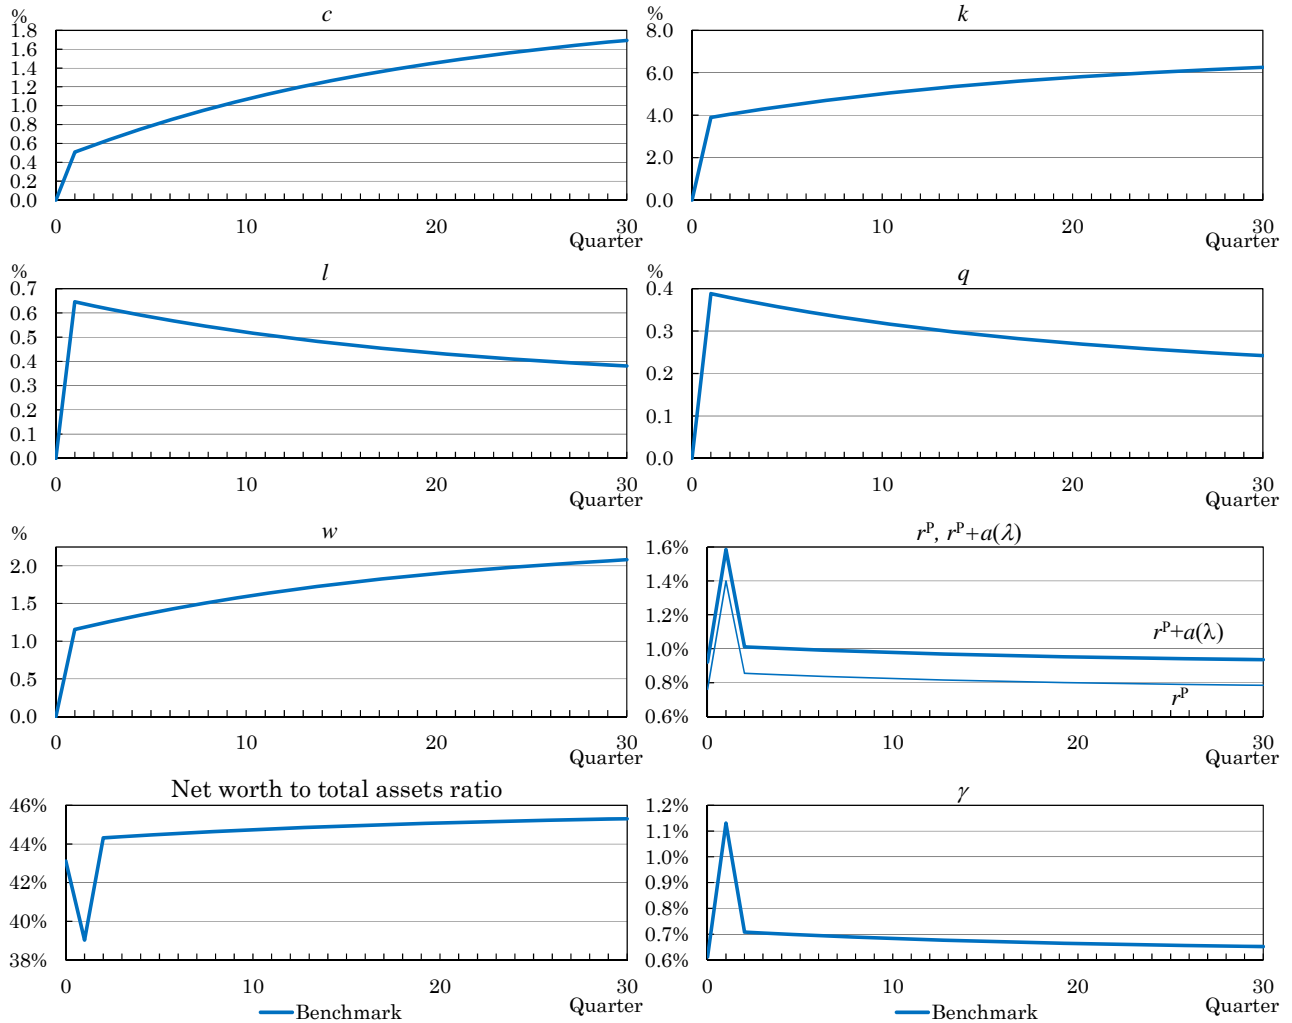 %
c
1.8
1.6
1.4
1.2
1.0
0.8
0.6
0.4
0.2
0.0
0 10 20 30
Quarter
%
k
8.0
6.0
4.0
2.0
0.0
0 10 20 30
Quarter
%
l
0.7
0.6
0.5
0.4
0.3
0.2
0.1
0.0
0 10 20 30
Quarter
%
q
0.4
0.3
0.2
0.1
0.0
0 10 20 30
Quarter
%
w
2.0
1.5
1.0
0.5
0.0
0 10 20 30
Quarter
rᴾ, rᴾ+a(λ)
1.6%
1.4%
1.2%
1.0%
0.8%
0.6%
rᴾ+a(λ)
rᴾ
0 10 20 30
Quarter
Net worth to total assets ratio
46%
44%
42%
40%
38%
0 10 20 30
Quarter
Benchmark
γ
1.2%
1.1%
1.0%
0.9%
0.8%
0.7%
0.6%
0 10 20 30
Quarter
Benchmark